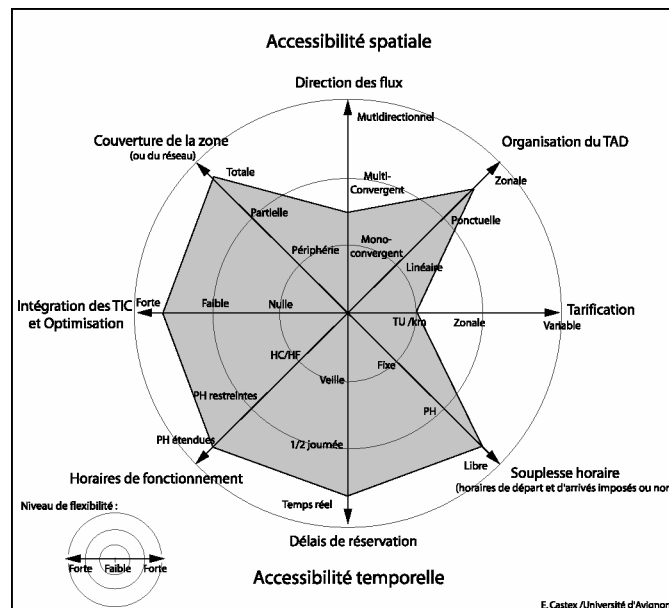 Accessibilité spatiale
Direction des flux
Mutidirectionnel
Couverture de la zone
(ou du réseau)
Organisation du TAD
Totale
Multi-
Convergent
Zonale
Partielle
Ponctuelle
Périphérie
Mono-
convergent
Linéaire
Intégration des TIC
et Optimisation
Forte
Faible
Nulle
TU /km
Zonale
Variable
Tarification
HC/HF
Veille
Fixe
PH restreintes
PH
PH étendues
1/2 journée
Libre
Horaires de fonctionnement
Souplesse horaire
(horaires de départ et d'arrivés imposés ou non
Temps réel
Niveau de flexibilité :
Délais de réservation
Forte
Faible
Forte
Accessibilité temporelle
E. Castex /Université d'Avignon